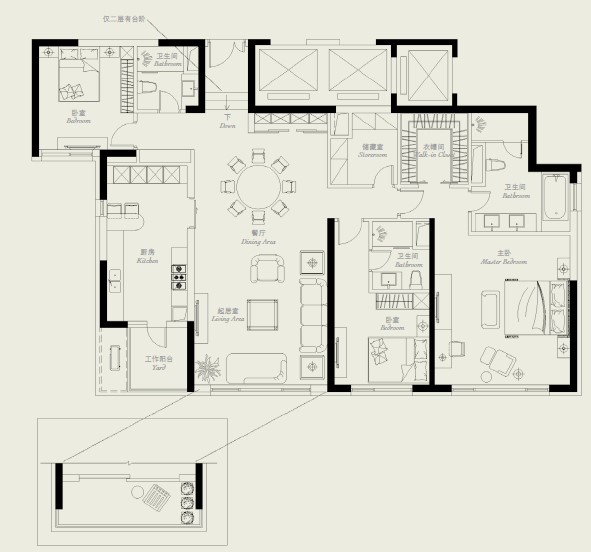 仅二层有台阶
卫生间
Bathroom
卧室
Bedroom
下
Down
储藏室
Storeroom
衣帽间
Walk-in Closet
卫生间
Bathroom
餐厅
Dining Area
厨房
Kitchen
卫生间
Bathroom
主卧
Master Bedroom
起居室
Living Area
卧室
Bedroom
工作阳台
Yard